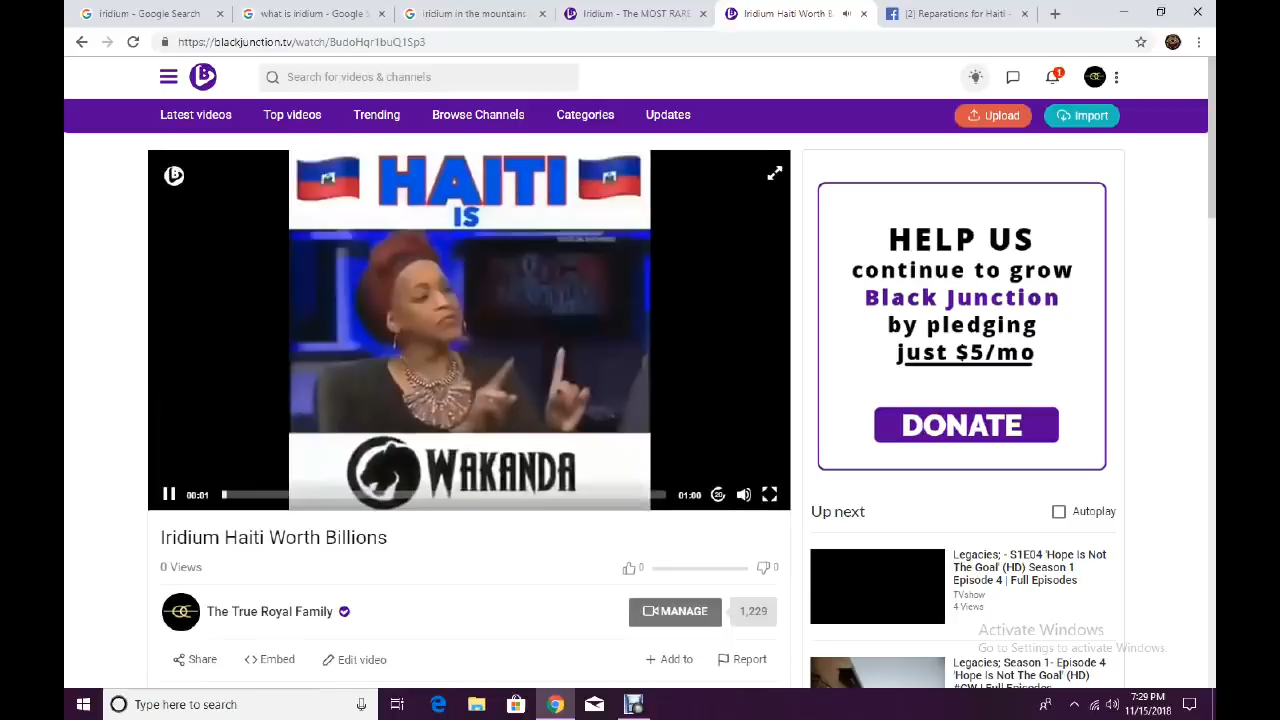 iridium - Google Search
what is iridium - Google S
iridium in the mountains
Iridium - The MOST RARE
Iridium Haiti Worth B
[2] Reparations for Haiti -
https://blackjunction.tv/watch/BudoHqr1buQ1Sp3
Search for videos & channels
1
Latest videos
Top videos
Trending
Browse Channels
Categories
Updates
Upload
Import
HAITI
IS
WAKANDA
00:01
01:00
20
HELP US
continue to grow
Black Junction
by pledging
just $5/mo
DONATE
Iridium Haiti Worth Billions
0 Views
0
0
The True Royal Family
MANAGE
1,229
Share
Embed
Edit video
Add to
Report
Up next
Autoplay
Legacies; - S1E04 'Hope Is Not
The Goal' (HD) Season 1
Episode 4 | Full Episodes
TVshow
4 Views
Legacies; Season 1- Episode 4
'Hope Is Not The Goal' (HD)
#CW | Full Episodes
Activate Windows
Go to Settings to activate Windows.
Type here to search
7:29 PM
11/15/2018